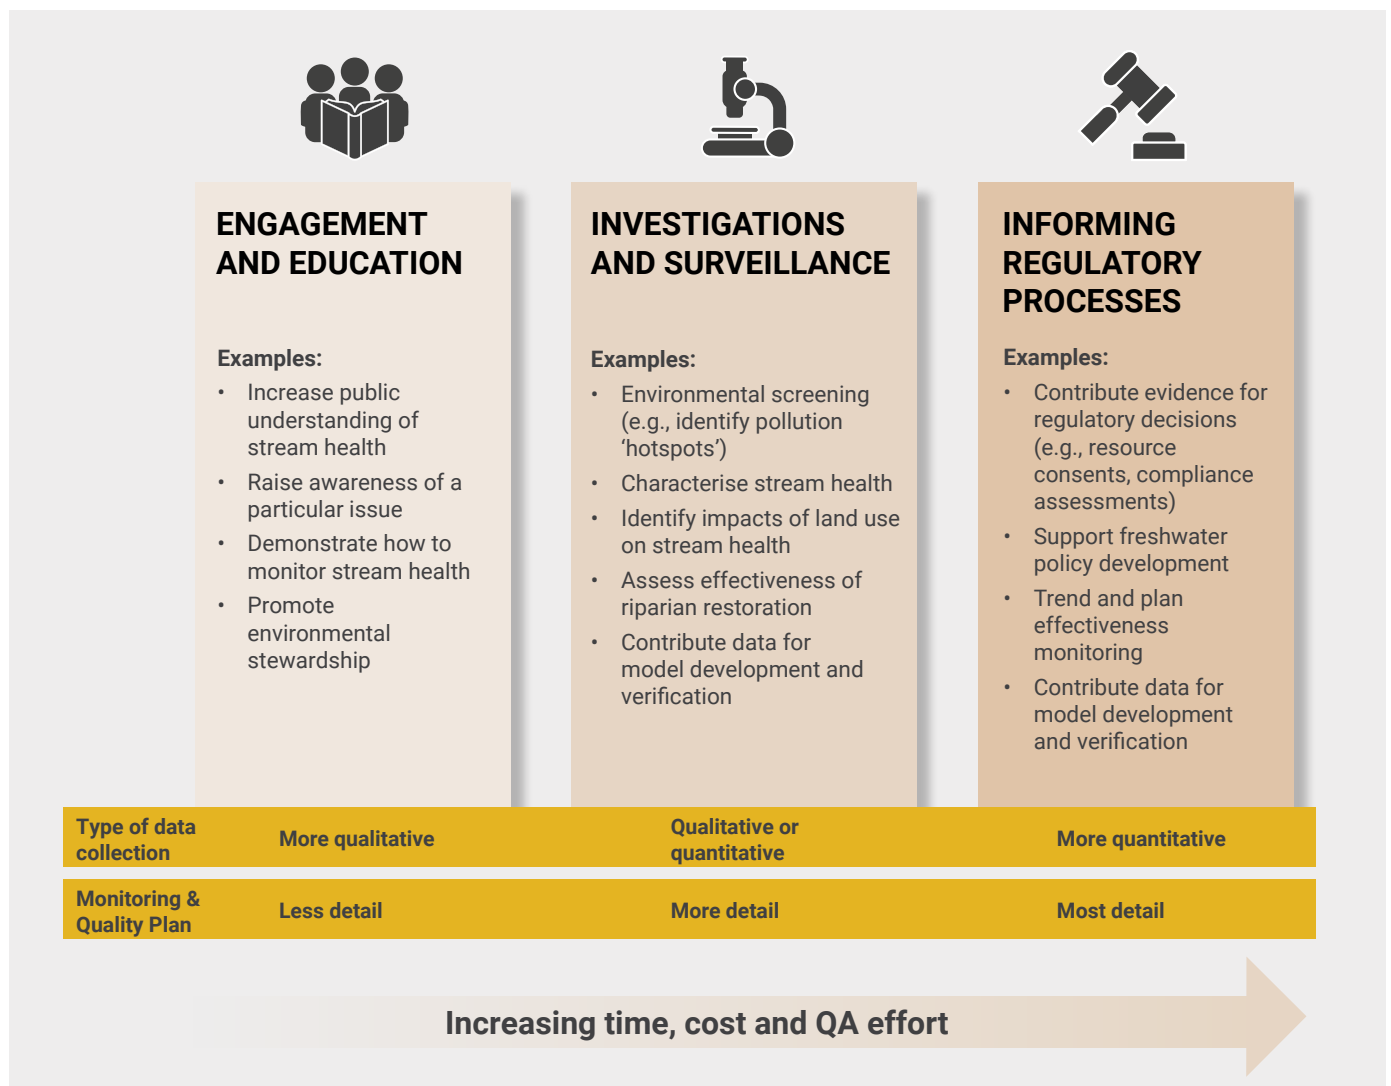 ENGAGEMENT
AND EDUCATION
Examples:
• Increase public
understanding of
stream health
• Raise awareness of a
particular issue
• Demonstrate how to
monitor stream health
• Promote
environmental
stewardship
INVESTIGATIONS
AND SURVEILLANCE
Examples:
• Environmental screening
(e.g., identify pollution
‘hotspots’)
• Characterise stream health
• Identify impacts of land use
on stream health
• Assess effectiveness of
riparian restoration
• Contribute data for
model development and
verification
INFORMING
REGULATORY
PROCESSES
Examples:
• Contribute evidence for
regulatory decisions
(e.g., resource
consents, compliance
assessments)
• Support freshwater
policy development
• Trend and plan
effectiveness
monitoring
• Contribute data for
model development
and verification
Type of data
collection
More qualitative
Qualitative or
quantitative
More quantitative
Monitoring &
Quality Plan
Less detail
More detail
Most detail
Increasing time, cost and QA effort